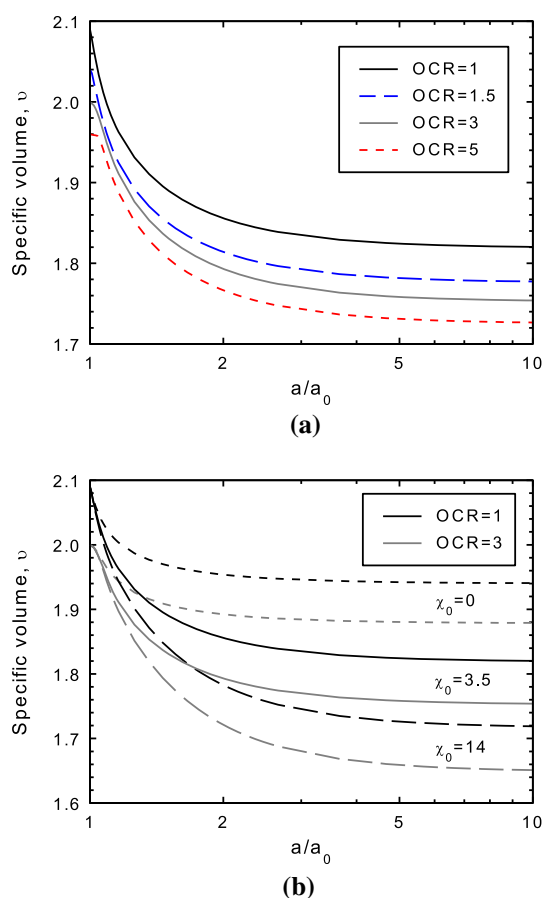 2.1
2.0
1.9
1.8
1.7
Specific volume, υ
OCR=1
OCR=1.5
OCR=3
OCR=5
1 2 5 10
a/a0
(a)
2.1
2.0
1.9
1.8
1.7
1.6
Specific volume, υ
OCR=1
OCR=3
χ0=0
χ0=3.5
χ0=14
1 2 5 10
a/a0
(b)